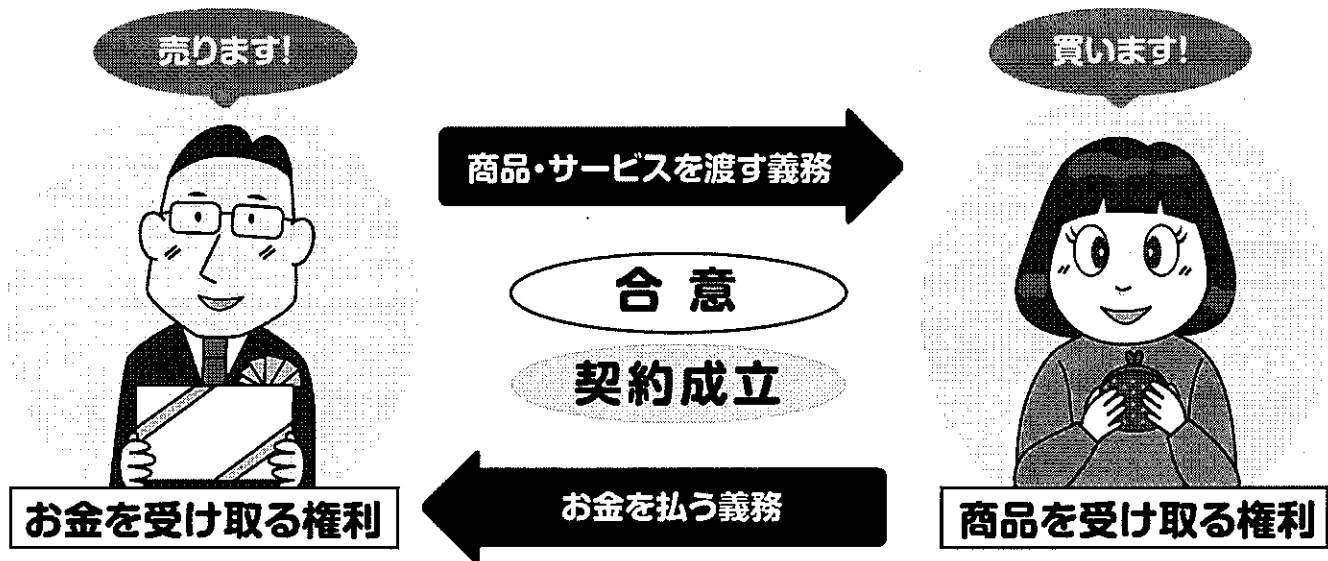 売ります!
買います!
商品・サービスを渡す義務
合意
契約成立
お金を払う義務
お金を受け取る権利
商品を受け取る権利